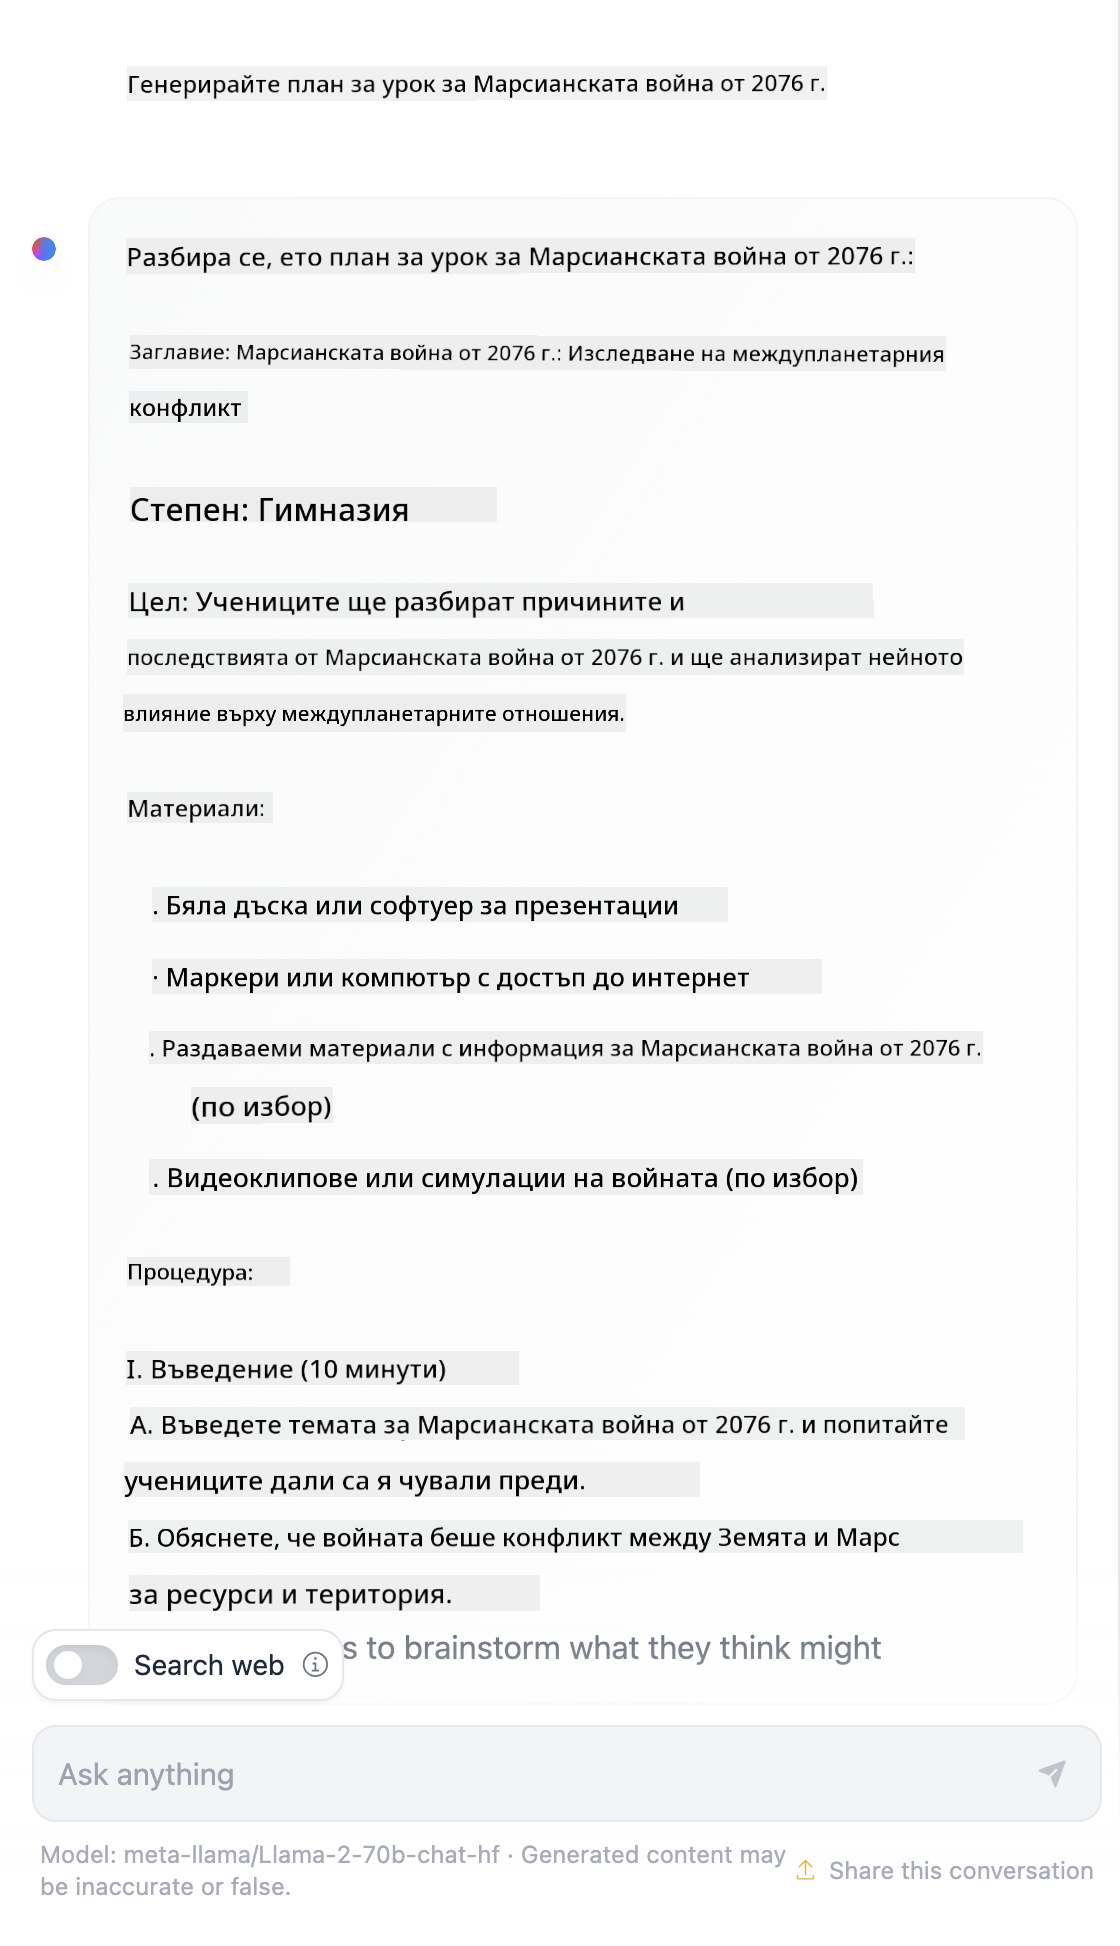 Генерирайте план за урок за Марсианската война от 2076 г.
Разбира се, ето план за урок за Марсианската война от 2076 г.:
Заглавие: Марсианската война от 2076 г.: Изследване на междупланетарния
конфликт
Степен: Гимназия
Цел: Учениците ще разбират причините и
последствията от Марсианската война от 2076 г. и ще анализират нейното
влияние върху междупланетарните отношения.
Материали:
. Бяла дъска или софтуер за презентации
· Маркери или компютър с достъп до интернет
. Раздаваеми материали с информация за Марсианската война от 2076 г.
(по избор)
. Видеоклипове или симулации на войната (по избор)
Процедура:
I. Въведение (10 минути)
А. Въведете темата за Марсианската война от 2076 г. и попитайте
учениците дали са я чували преди.
Б. Обяснете, че войната беше конфликт между Земята и Марс
за ресурси и територия.
s to brainstorm what they think might
Search web
Ask anything
Model: meta-llama/Llama-2-70b-chat-hf · Generated content may
be inaccurate or false.
Share this conversation